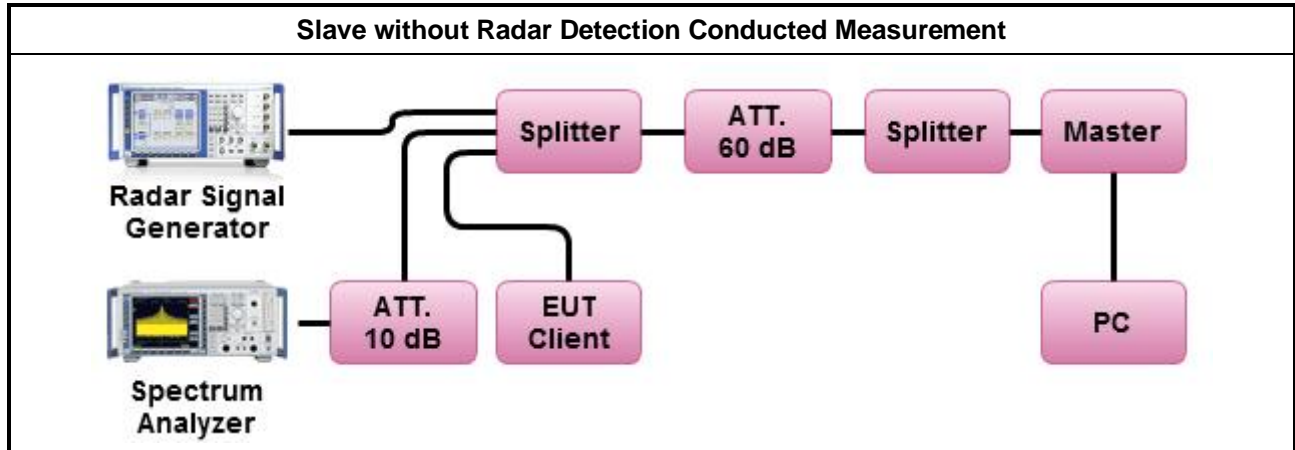 Slave without Radar Detection Conducted Measurement
Radar Signal
Generator
Splitter
ATT.
60 dB
Splitter
Master
Spectrum
Analyzer
ATT.
10 dB
EUT
Client
PC